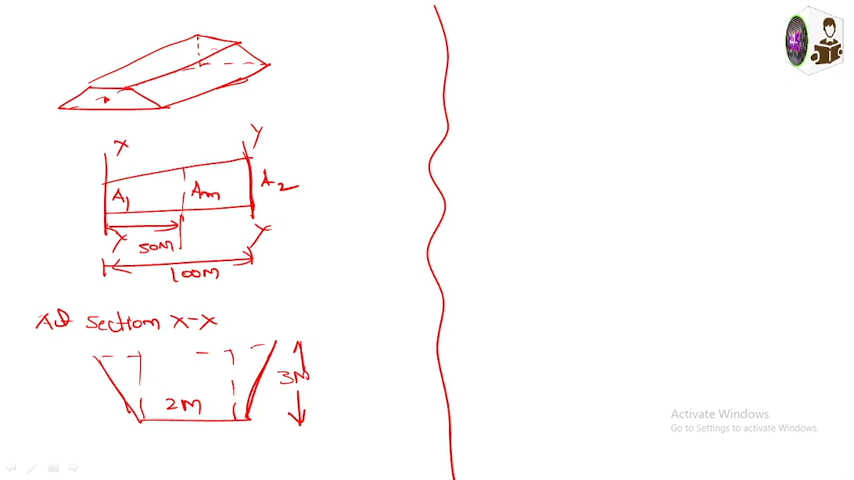 X
Y
A1
Am
A2
X
Y
50M
100M
At section X-X
3M
2M
Activate Windows
Go to Settings to activate Windows.